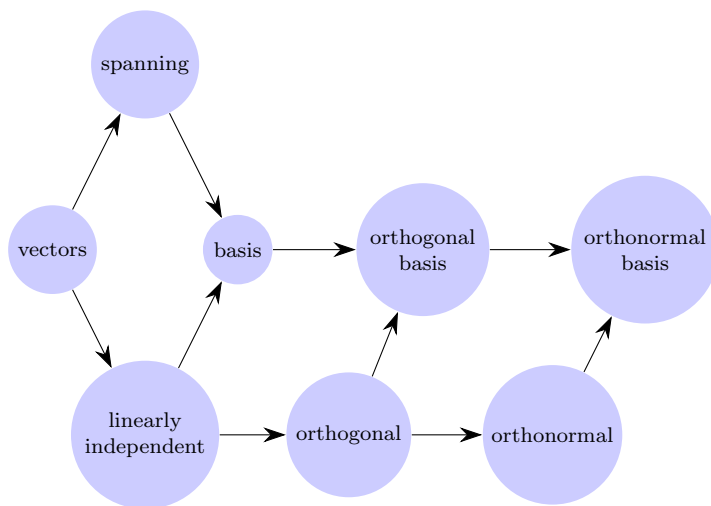 spanning
vectors
basis
orthogonal
basis
orthonormal
basis
linearly
independent
orthogonal
orthonormal